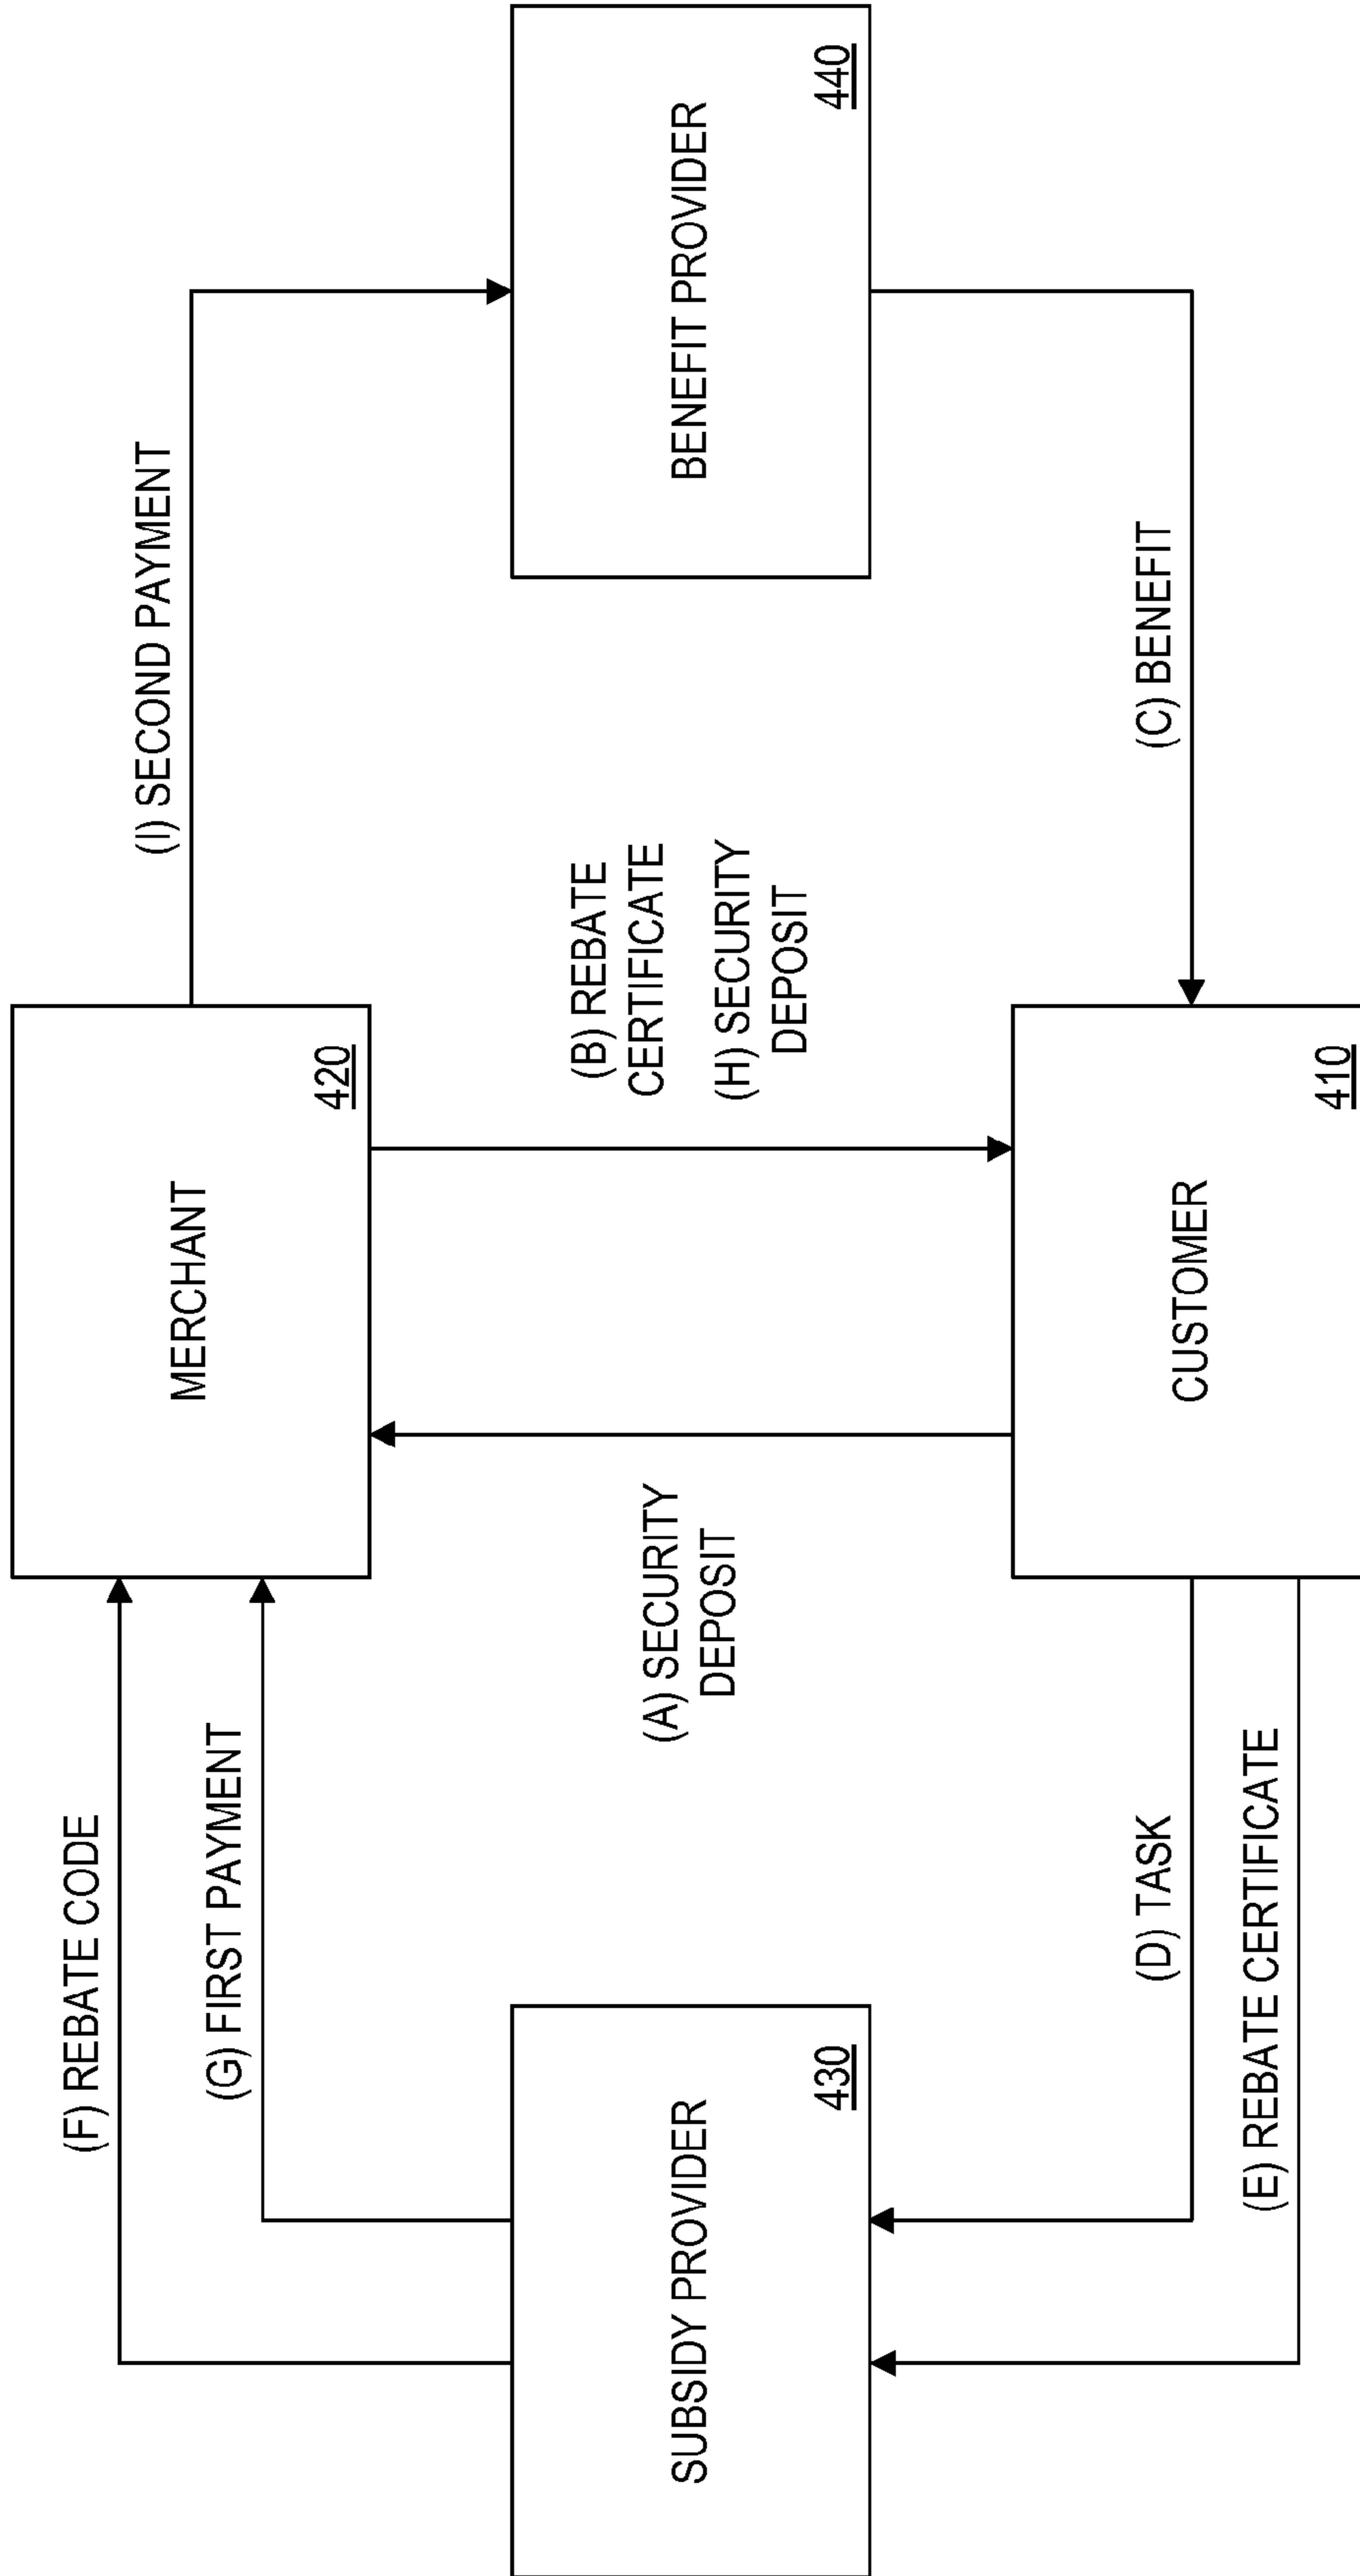 (F) REBATE CODE
(G) FIRST PAYMENT
MERCHANT
420
(I) SECOND PAYMENT
SUBSIDY PROVIDER
430
(A) SECURITY
DEPOSIT
(B) REBATE
CERTIFICATE
(H) SECURITY
DEPOSIT
BENEFIT PROVIDER
440
(D) TASK
(E) REBATE CERTIFICATE
CUSTOMER
410
(C) BENEFIT